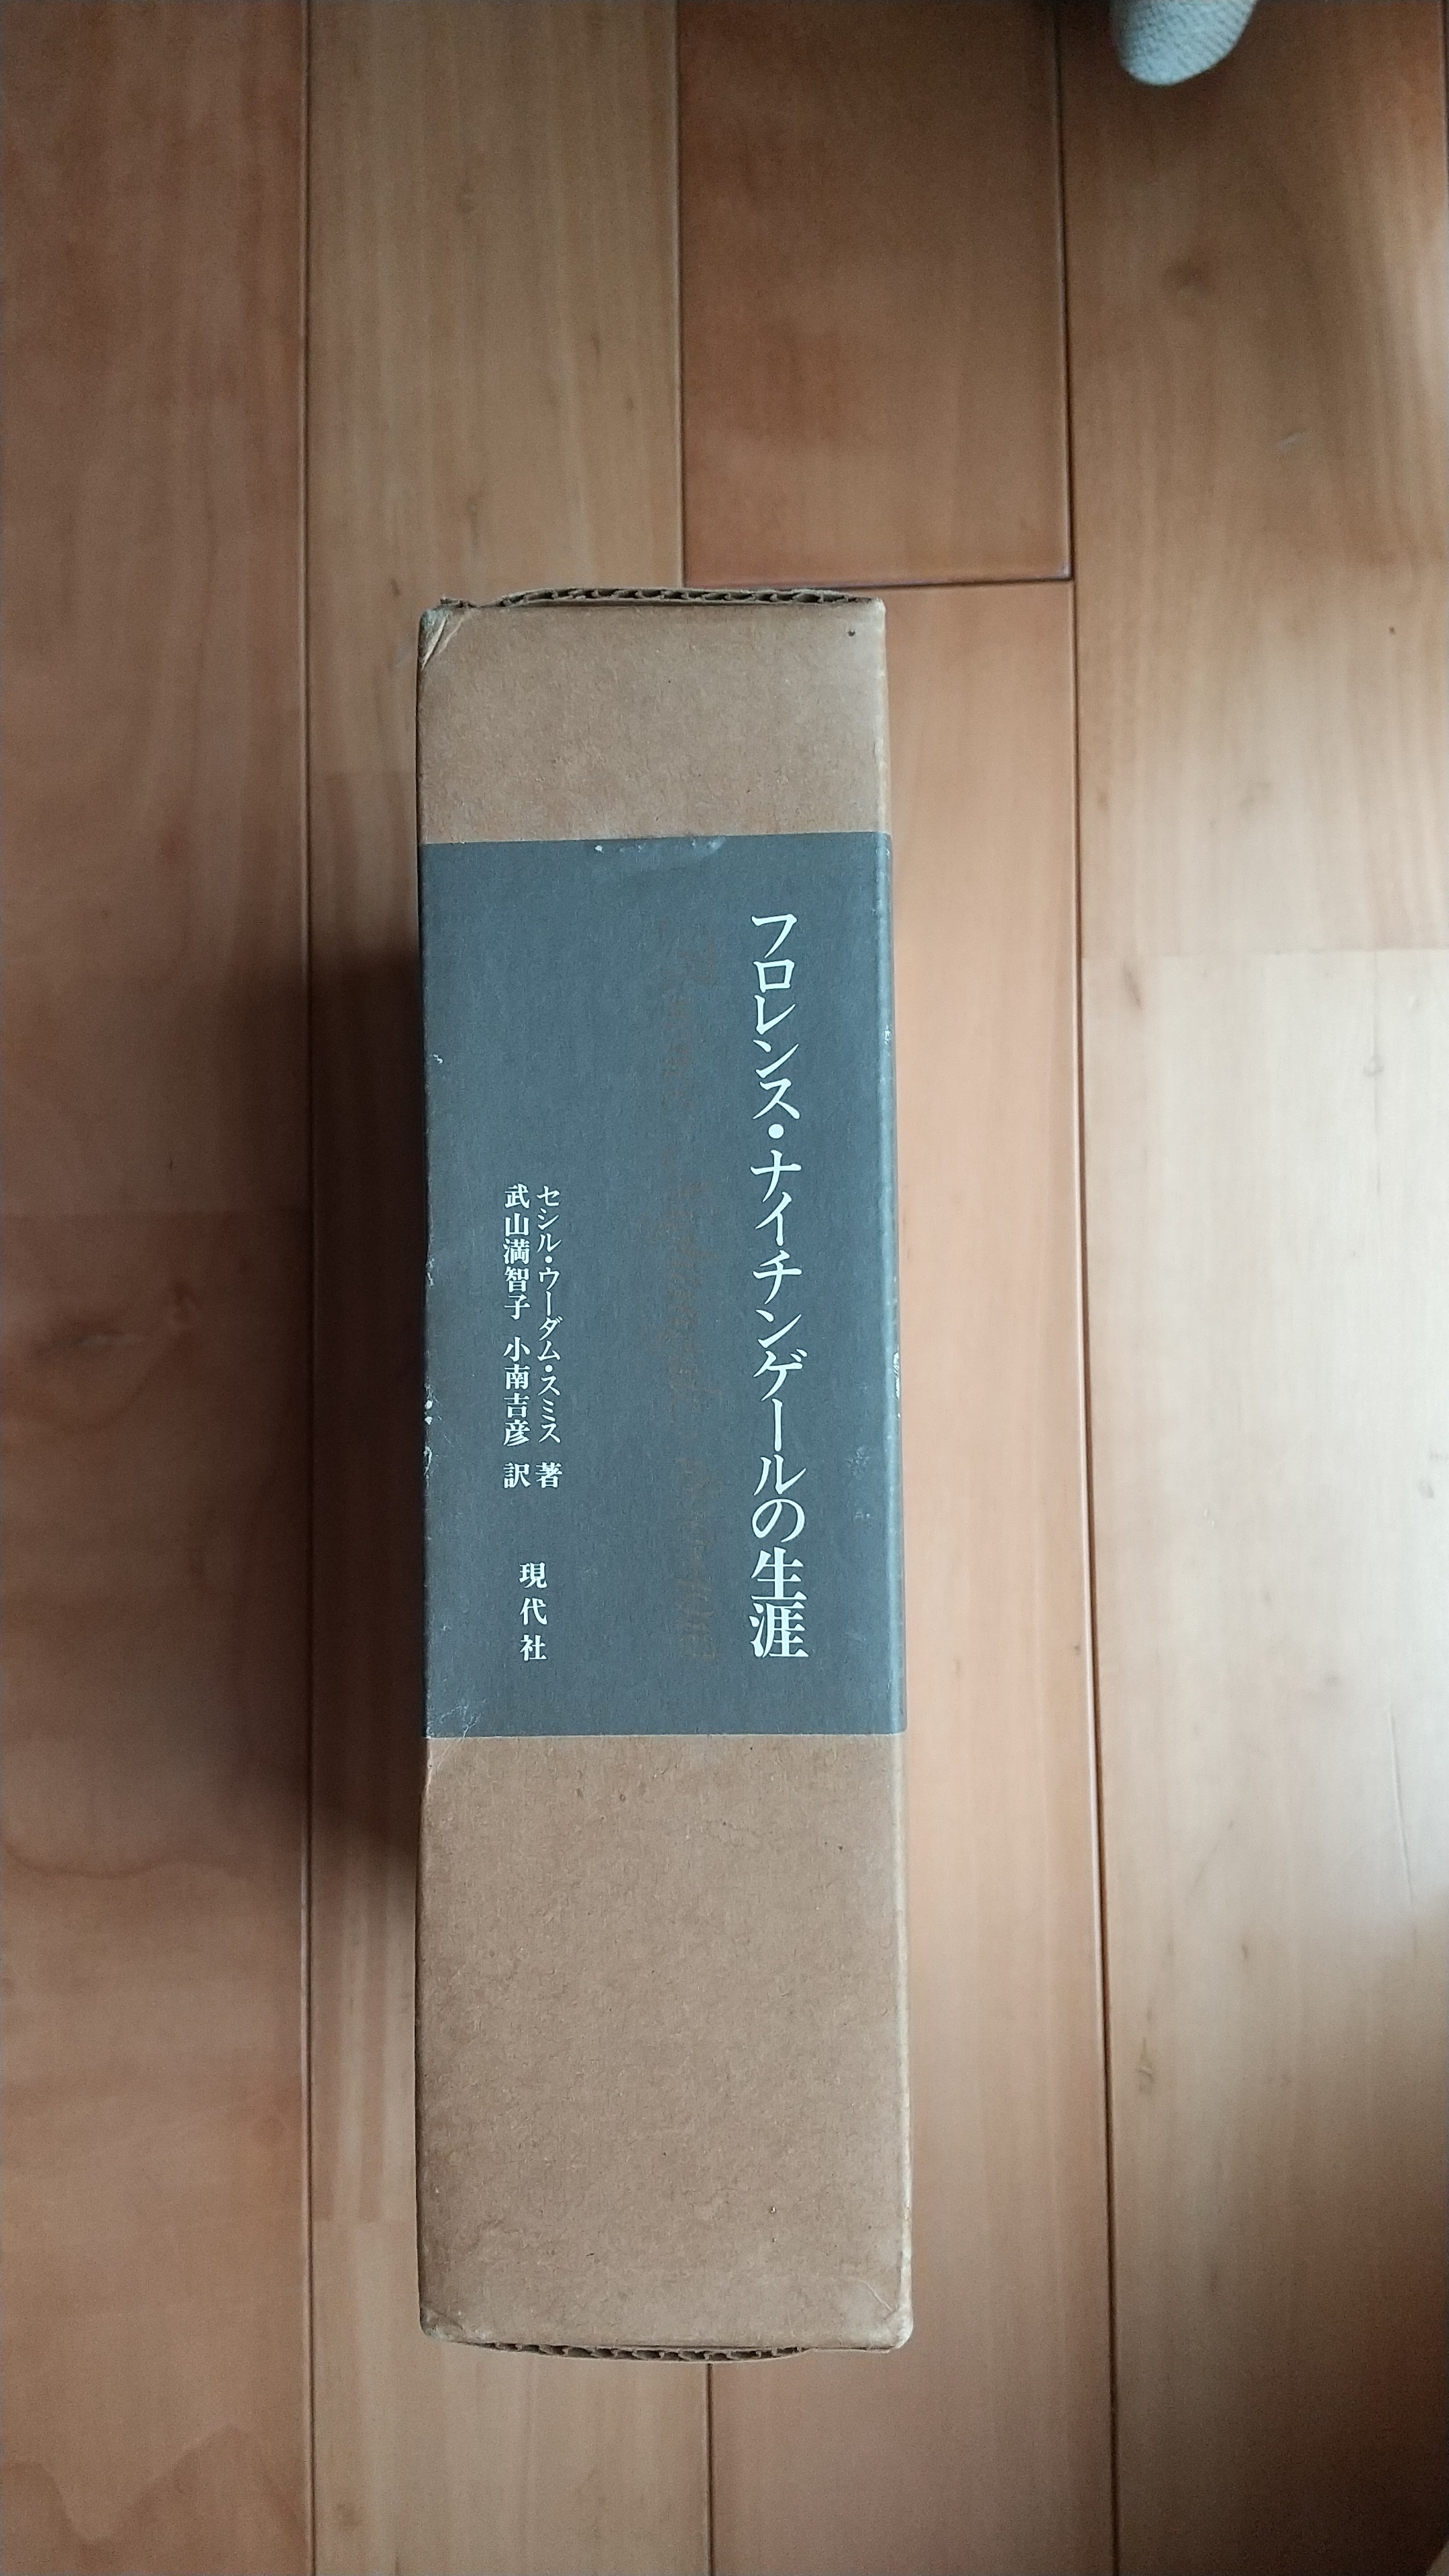 フロレンス・ナイチンゲールの生涯
セシル・ウーダム・スミス 著
武山満智子 小南吉彦 訳
現代社